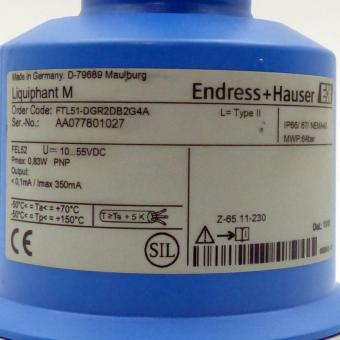 Made in Germany. D-79689 Maulburg
Liquiphant M
Endress+Hauser EH
Order Code: FTL51-DGR2DB2G4A
Ser.-No.: AA077801027
L= Type II
IP66/ 67/ NEMA4X
MWP:64bar
FEL52 U= 10...55VDC
Pmax: 0,83W PNP
Output:
< 0,1mA / Imax 350mA
-50°C< = Ta< = +70°C
-50°C< = Tp< = +150°C
T ≥Ta + 5 K
Z-65.11-230
Dat.:
CE
SIL